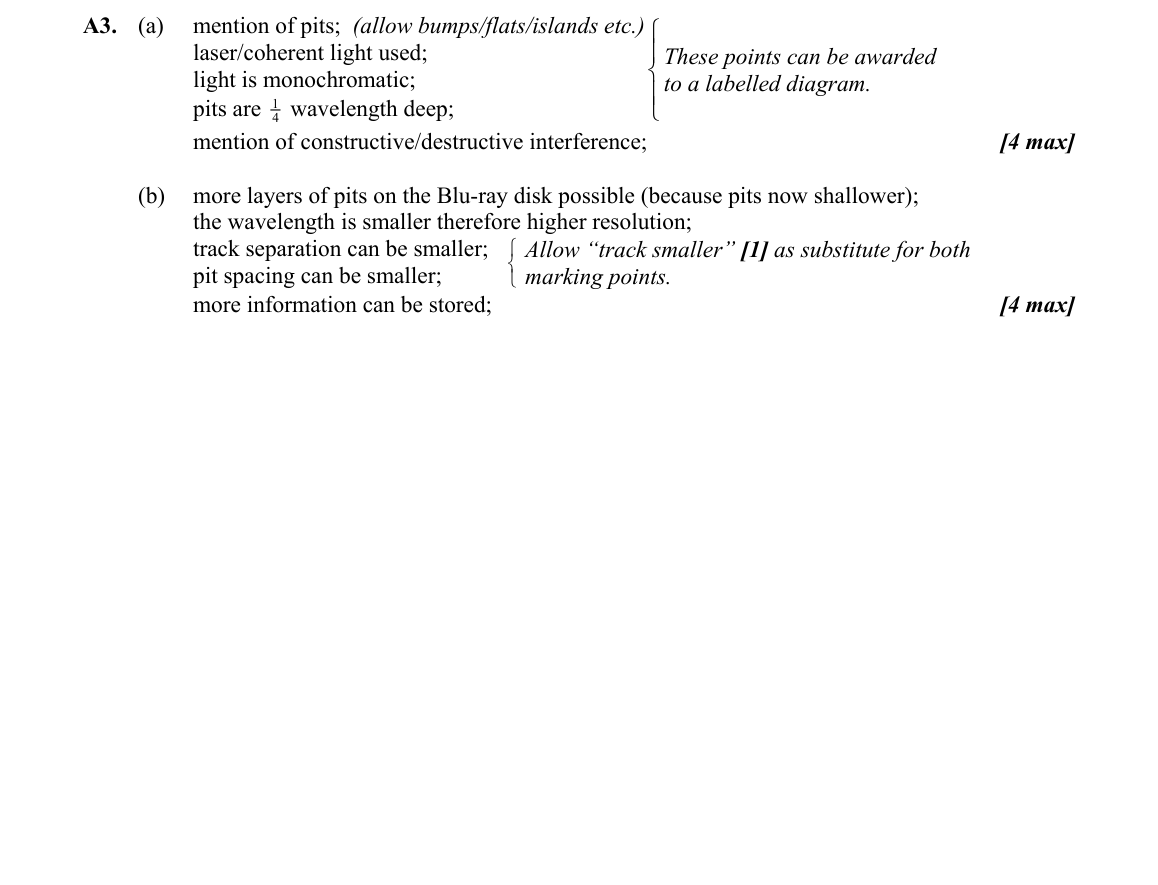 A3. (a) mention of pits; (allow bumps/flats/islands etc.)
laser/coherent light used;
light is monochromatic;
pits are 1/4 wavelength deep;
These points can be awarded
to a labelled diagram.
mention of constructive/destructive interference; [4 max]
(b) more layers of pits on the Blu-ray disk possible (because pits now shallower);
the wavelength is smaller therefore higher resolution;
track separation can be smaller;
pit spacing can be smaller;
Allow “track smaller” [1] as substitute for both
marking points.
more information can be stored; [4 max]